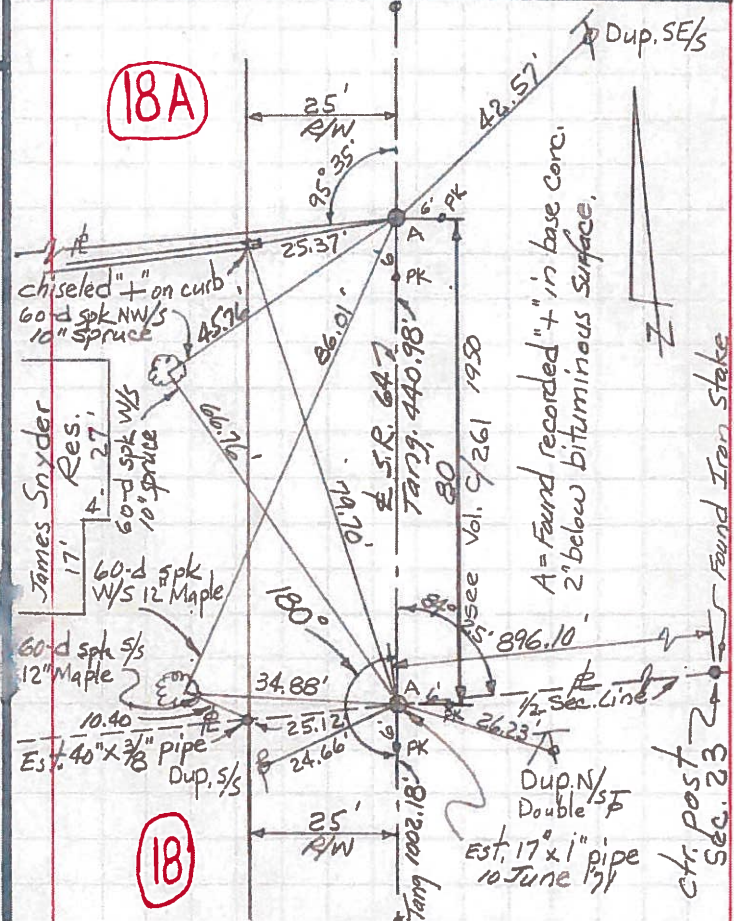 18A
25'
R/W
Dup. SE/s
42.57'
95° 35'
6' PK
A
25.37'
6' PK
chiseled "+" on curb
60-d spk NW/s
10" spruce
45.76'
86.01'
60-d spk W/s
10" spruce
66.76'
79.70'
James Snyder
Res.
4' 27'
17'
℄ S.R. 647
Tang. 440.98'
80
See Vol. C/261 1950
A = Found recorded "+" in base conc.
2" below bituminous surface.
Z
Found Iron Stake
60-d spk
W/S 12" Maple
180°
84° 25'
896.10'
60-d spk S/s
12" Maple
34.88'
A
6'
PK
℄
1/2 Sec. Line
10.40
℄
25.12'
26.23'
Est. 40" x 3/8" pipe
Dup. S/s
24.66'
6'
PK
Dup. N/s
Double F
Ctr. post
Sec. 23
18
25'
R/W
Tang 1002.18'
Est. 17" x 1" pipe
10 June '71